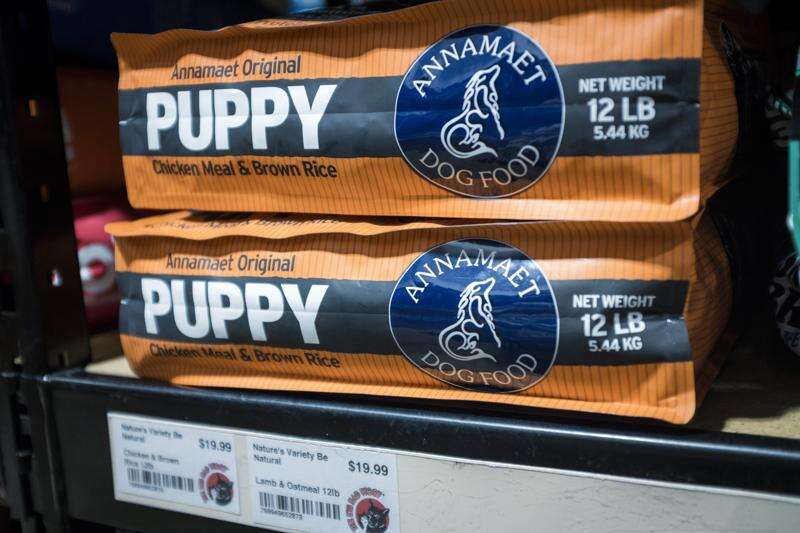 Annamaet Original
PUPPY
Chicken Meal & Brown Rice
ANNAMAET
DOG FOOD
NET WEIGHT
12 LB
5.44 KG
Annamaet Original
PUPPY
Chicken Meal & Brown Rice
ANNAMAET
DOG FOOD
NET WEIGHT
12 LB
5.44 KG
Nature's Variety Be
Natural
$19.99
Chicken & Brown
Rice 12lb
Nature's Variety Be
Natural
$19.99
Lamb & Oatmeal 12lb